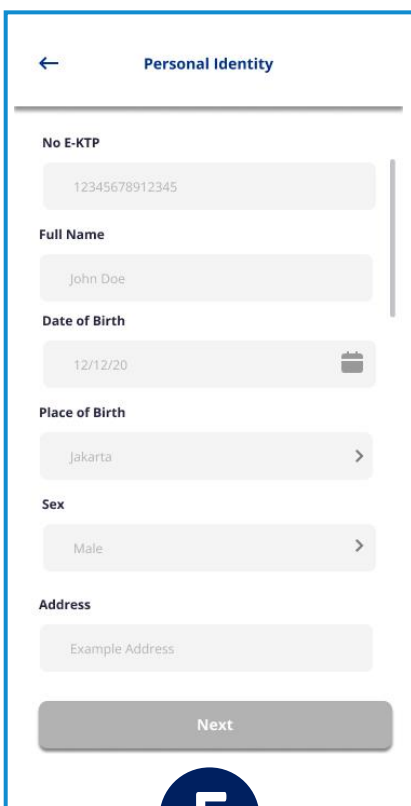 Personal Identity
No E-KTP
12345678912345
Full Name
John Doe
Date of Birth
12/12/20
Place of Birth
Jakarta
Sex
Male
Address
Example Address
Next